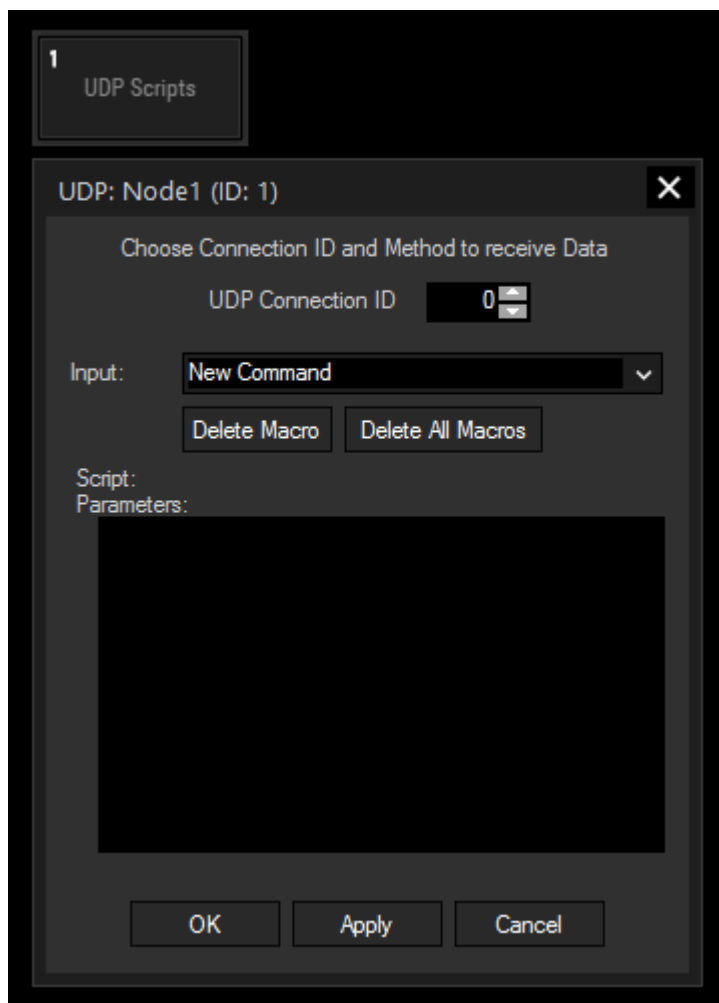 1
UDP Scripts
UDP: Node1 (ID: 1)
Choose Connection ID and Method to receive Data
UDP Connection ID 0
Input: New Command
Delete Macro Delete All Macros
Script:
Parameters:
OK Apply Cancel